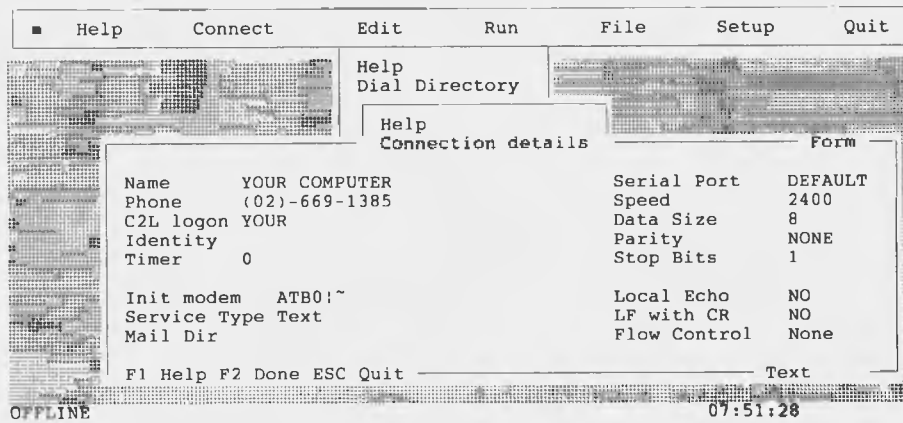 ■ Help Connect Edit Run File Setup Quit
Help
Dial Directory
Help
Connection details Form
Name YOUR COMPUTER Serial Port DEFAULT
Phone (02)-669-1385 Speed 2400
C2L logon YOUR Data Size 8
Identity Parity NONE
Timer 0 Stop Bits 1
Init modem ATB0!~ Local Echo NO
Service Type Text LF with CR NO
Mail Dir Flow Control None
F1 Help F2 Done ESC Quit Text
OFFLINE 07:51:28